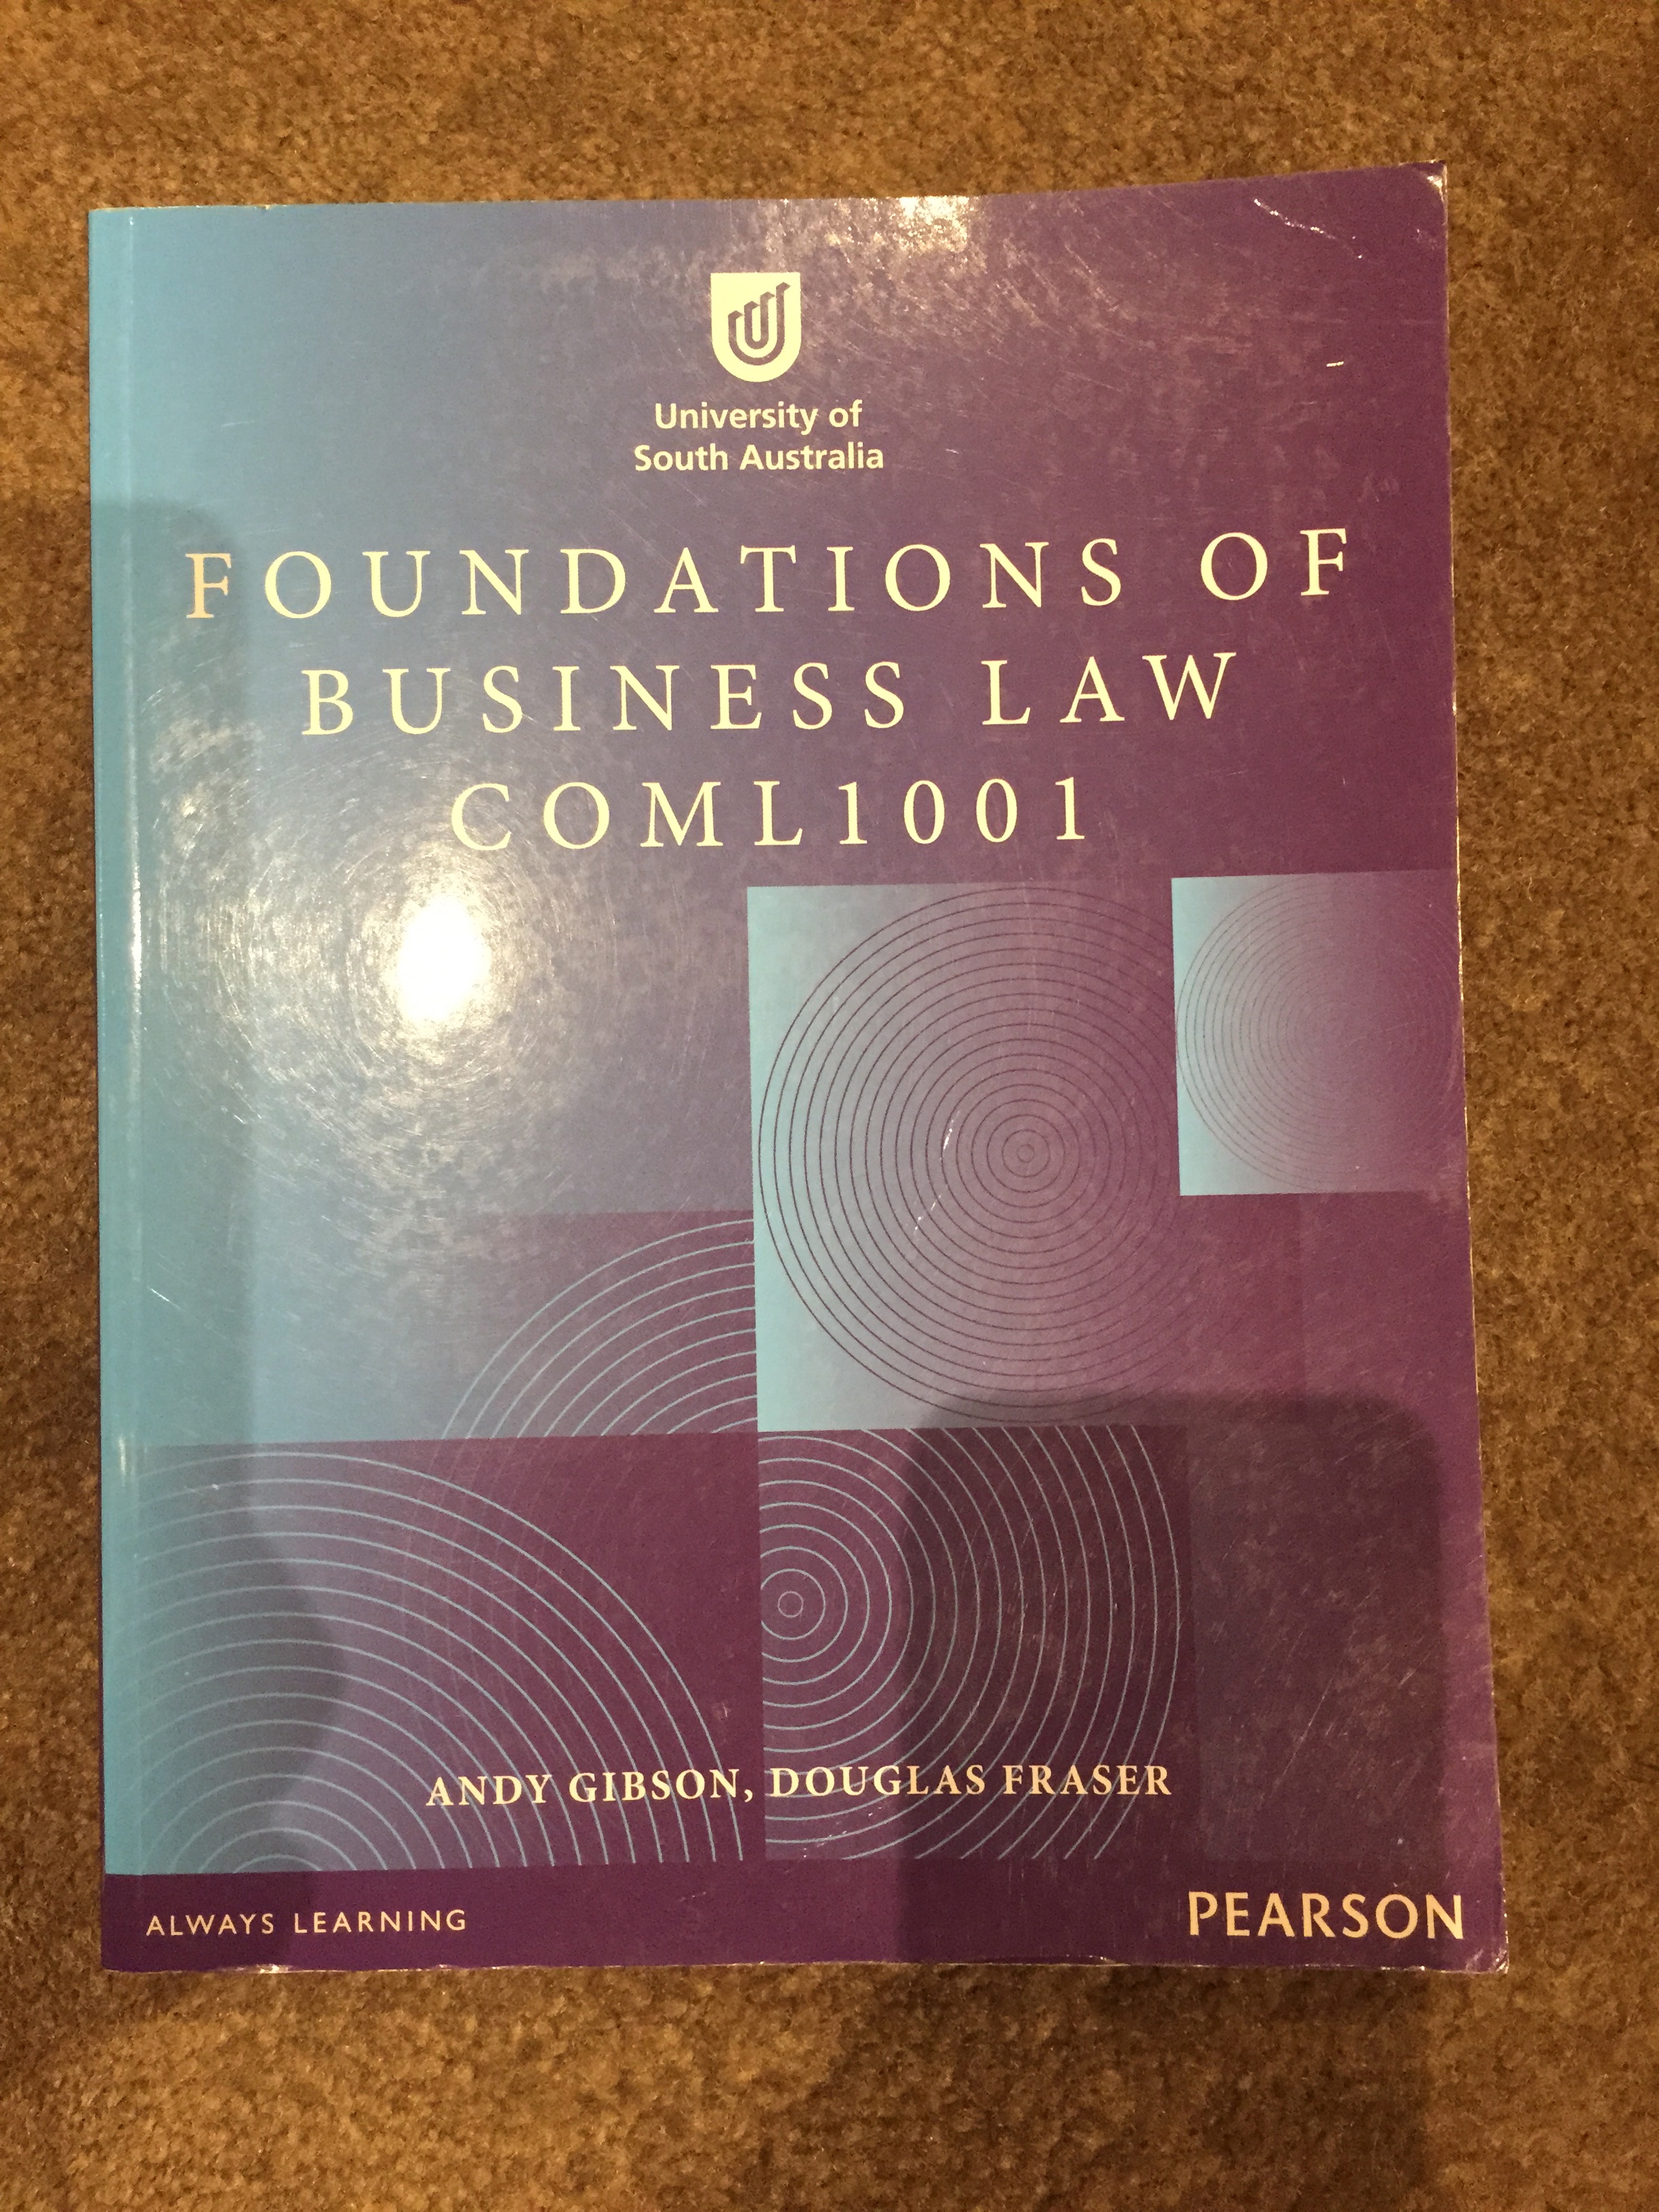 University of
South Australia
FOUNDATIONS OF
BUSINESS LAW
COML1001
ANDY GIBSON, DOUGLAS FRASER
ALWAYS LEARNING
PEARSON